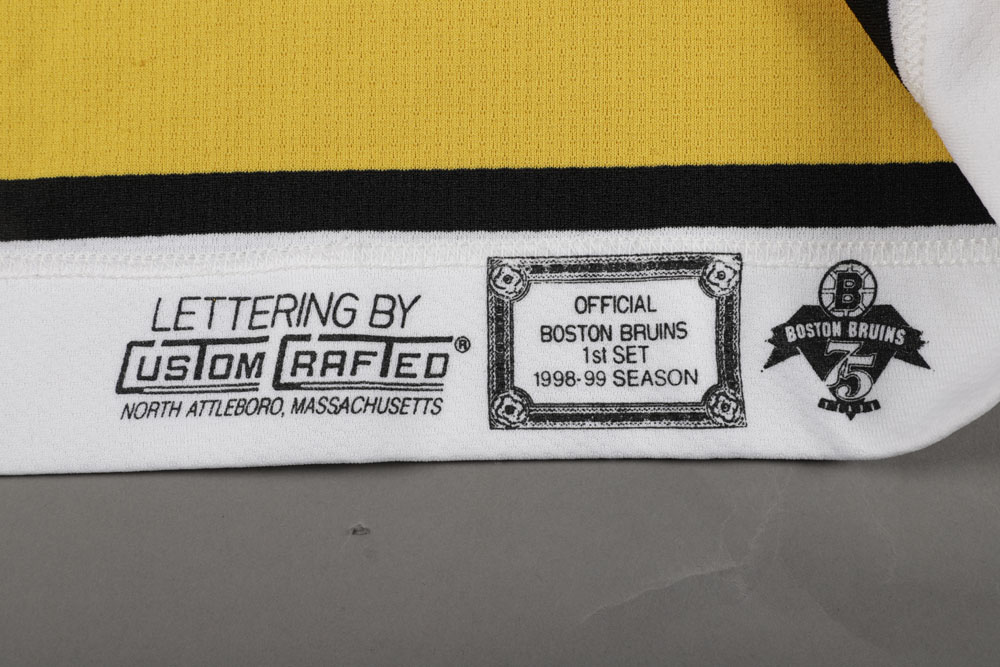 LETTERING BY
CUSTOM CRAFTED®
NORTH ATTLEBORO, MASSACHUSETTS
OFFICIAL
BOSTON BRUINS
1st SET
1998-99 SEASON
B
BOSTON BRUINS
75